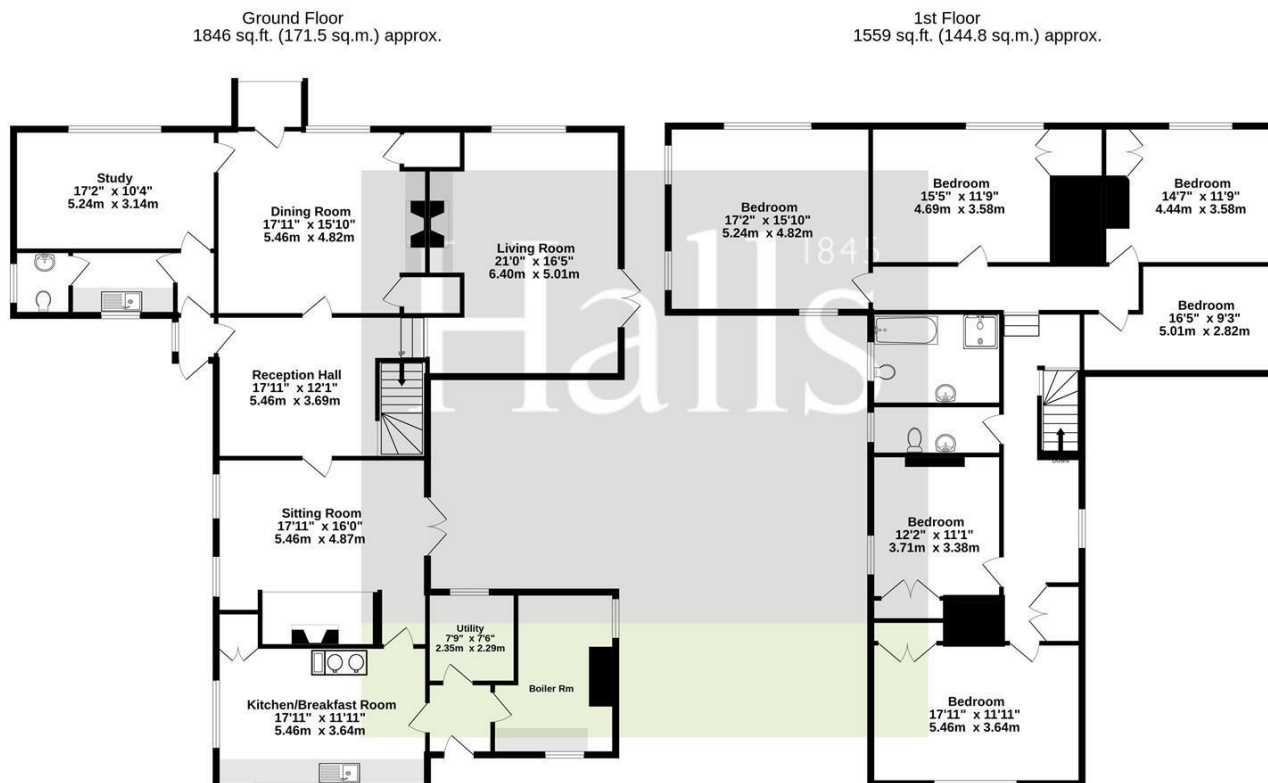 Ground Floor
1846 sq.ft. (171.5 sq.m.) approx.
1st Floor
1559 sq.ft. (144.8 sq.m.) approx.
Study
17'2" x 10'4"
5.24m x 3.14m
Dining Room
17'11" x 15'10"
5.46m x 4.82m
Living Room
21'0" x 16'5"
6.40m x 5.01m
Reception Hall
17'11" x 12'1"
5.46m x 3.69m
UP
Sitting Room
17'11" x 16'0"
5.46m x 4.87m
Utility
7'9" x 7'6"
2.35m x 2.29m
Boiler Rm
Kitchen/Breakfast Room
17'11" x 11'11"
5.46m x 3.64m
Bedroom
17'2" x 15'10"
5.24m x 4.82m
Bedroom
15'5" x 11'9"
4.69m x 3.58m
Bedroom
14'7" x 11'9"
4.44m x 3.58m
Bedroom
16'5" x 9'3"
5.01m x 2.82m
DOWN
Bedroom
12'2" x 11'1"
3.71m x 3.38m
Bedroom
17'11" x 11'11"
5.46m x 3.64m
1845
Halls